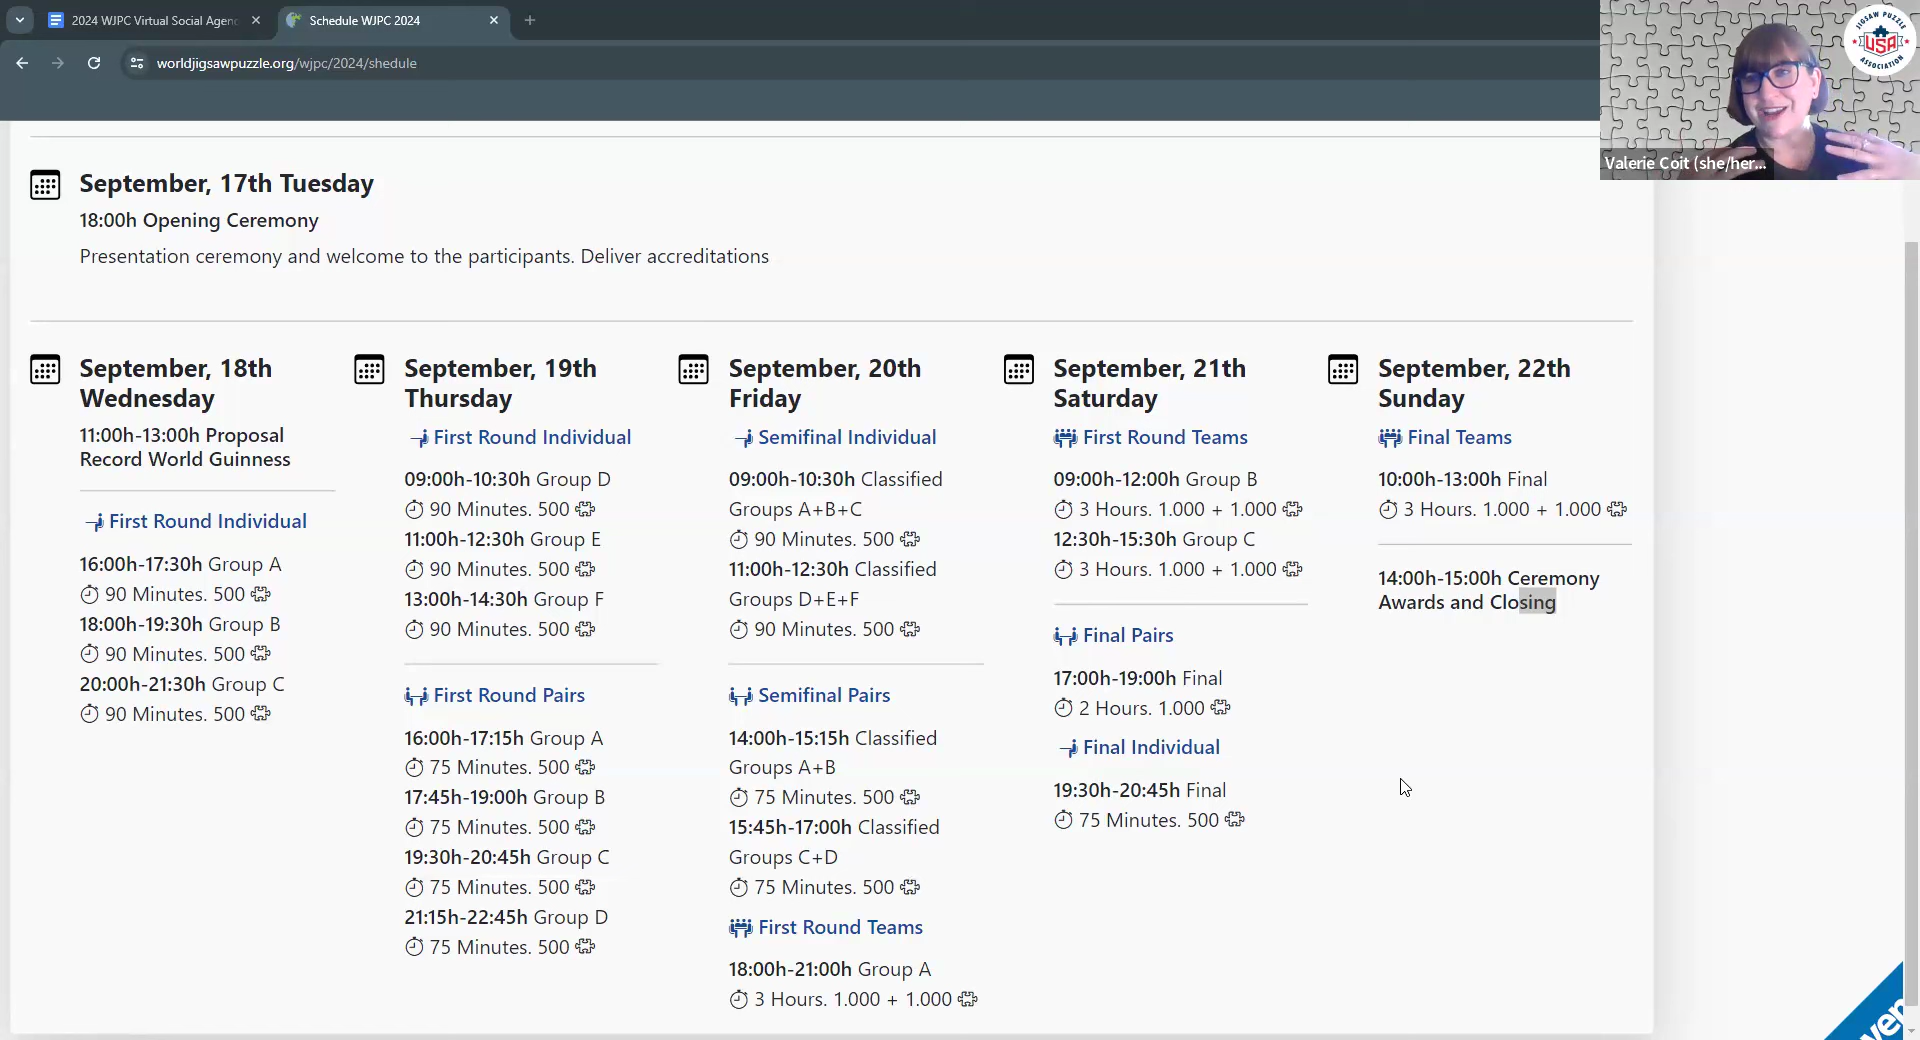 2024 WJPC Virtual Social Agen
Schedule WJPC 2024
worldjigsawpuzzle.org/wjpc/2024/shedule
JIGSAW PUZZLE
USA
ASSOCIATION
Valerie Coit (she/her...
September, 17th Tuesday
18:00h Opening Ceremony
Presentation ceremony and welcome to the participants. Deliver accreditations
September, 18th
Wednesday
11:00h-13:00h Proposal
Record World Guinness
First Round Individual
16:00h-17:30h Group A
90 Minutes. 500
18:00h-19:30h Group B
90 Minutes. 500
20:00h-21:30h Group C
90 Minutes. 500
September, 19th
Thursday
First Round Individual
09:00h-10:30h Group D
90 Minutes. 500
11:00h-12:30h Group E
90 Minutes. 500
13:00h-14:30h Group F
90 Minutes. 500
First Round Pairs
16:00h-17:15h Group A
75 Minutes. 500
17:45h-19:00h Group B
75 Minutes. 500
19:30h-20:45h Group C
75 Minutes. 500
21:15h-22:45h Group D
75 Minutes. 500
September, 20th
Friday
Semifinal Individual
09:00h-10:30h Classified
Groups A+B+C
90 Minutes. 500
11:00h-12:30h Classified
Groups D+E+F
90 Minutes. 500
Semifinal Pairs
14:00h-15:15h Classified
Groups A+B
75 Minutes. 500
15:45h-17:00h Classified
Groups C+D
75 Minutes. 500
First Round Teams
18:00h-21:00h Group A
3 Hours. 1.000 + 1.000
September, 21th
Saturday
First Round Teams
09:00h-12:00h Group B
3 Hours. 1.000 + 1.000
12:30h-15:30h Group C
3 Hours. 1.000 + 1.000
Final Pairs
17:00h-19:00h Final
2 Hours. 1.000
Final Individual
19:30h-20:45h Final
75 Minutes. 500
September, 22th
Sunday
Final Teams
10:00h-13:00h Final
3 Hours. 1.000 + 1.000
14:00h-15:00h Ceremony
Awards and Closing